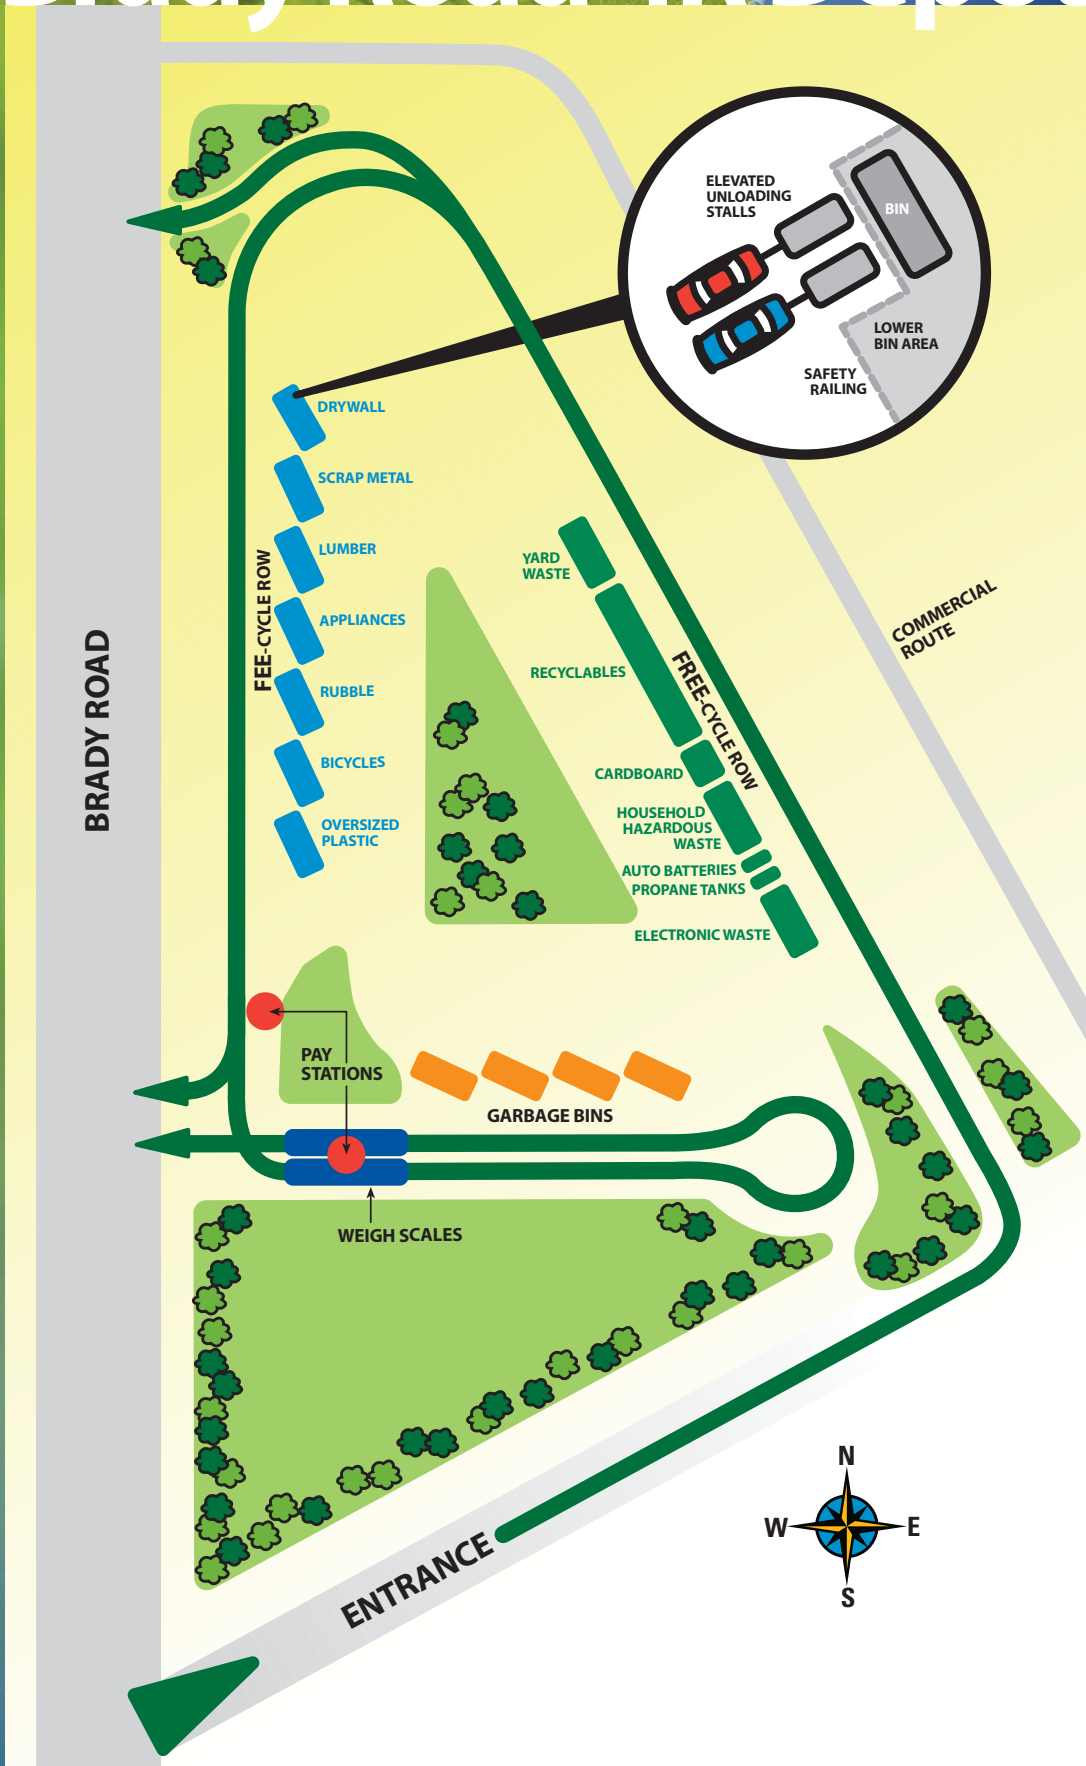 BRADY ROAD
ELEVATED
UNLOADING
STALLS
BIN
LOWER
BIN AREA
SAFETY
RAILING
DRYWALL
SCRAP METAL
LUMBER
APPLIANCES
RUBBLE
BICYCLES
OVERSIZED
PLASTIC
FEE-CYCLE ROW
YARD
WASTE
RECYCLABLES
CARDBOARD
HOUSEHOLD
HAZARDOUS
WASTE
AUTO BATTERIES
PROPANE TANKS
ELECTRONIC WASTE
FREE-CYCLE ROW
COMMERCIAL
ROUTE
PAY
STATIONS
GARBAGE BINS
WEIGH SCALES
ENTRANCE
N
W
E
S